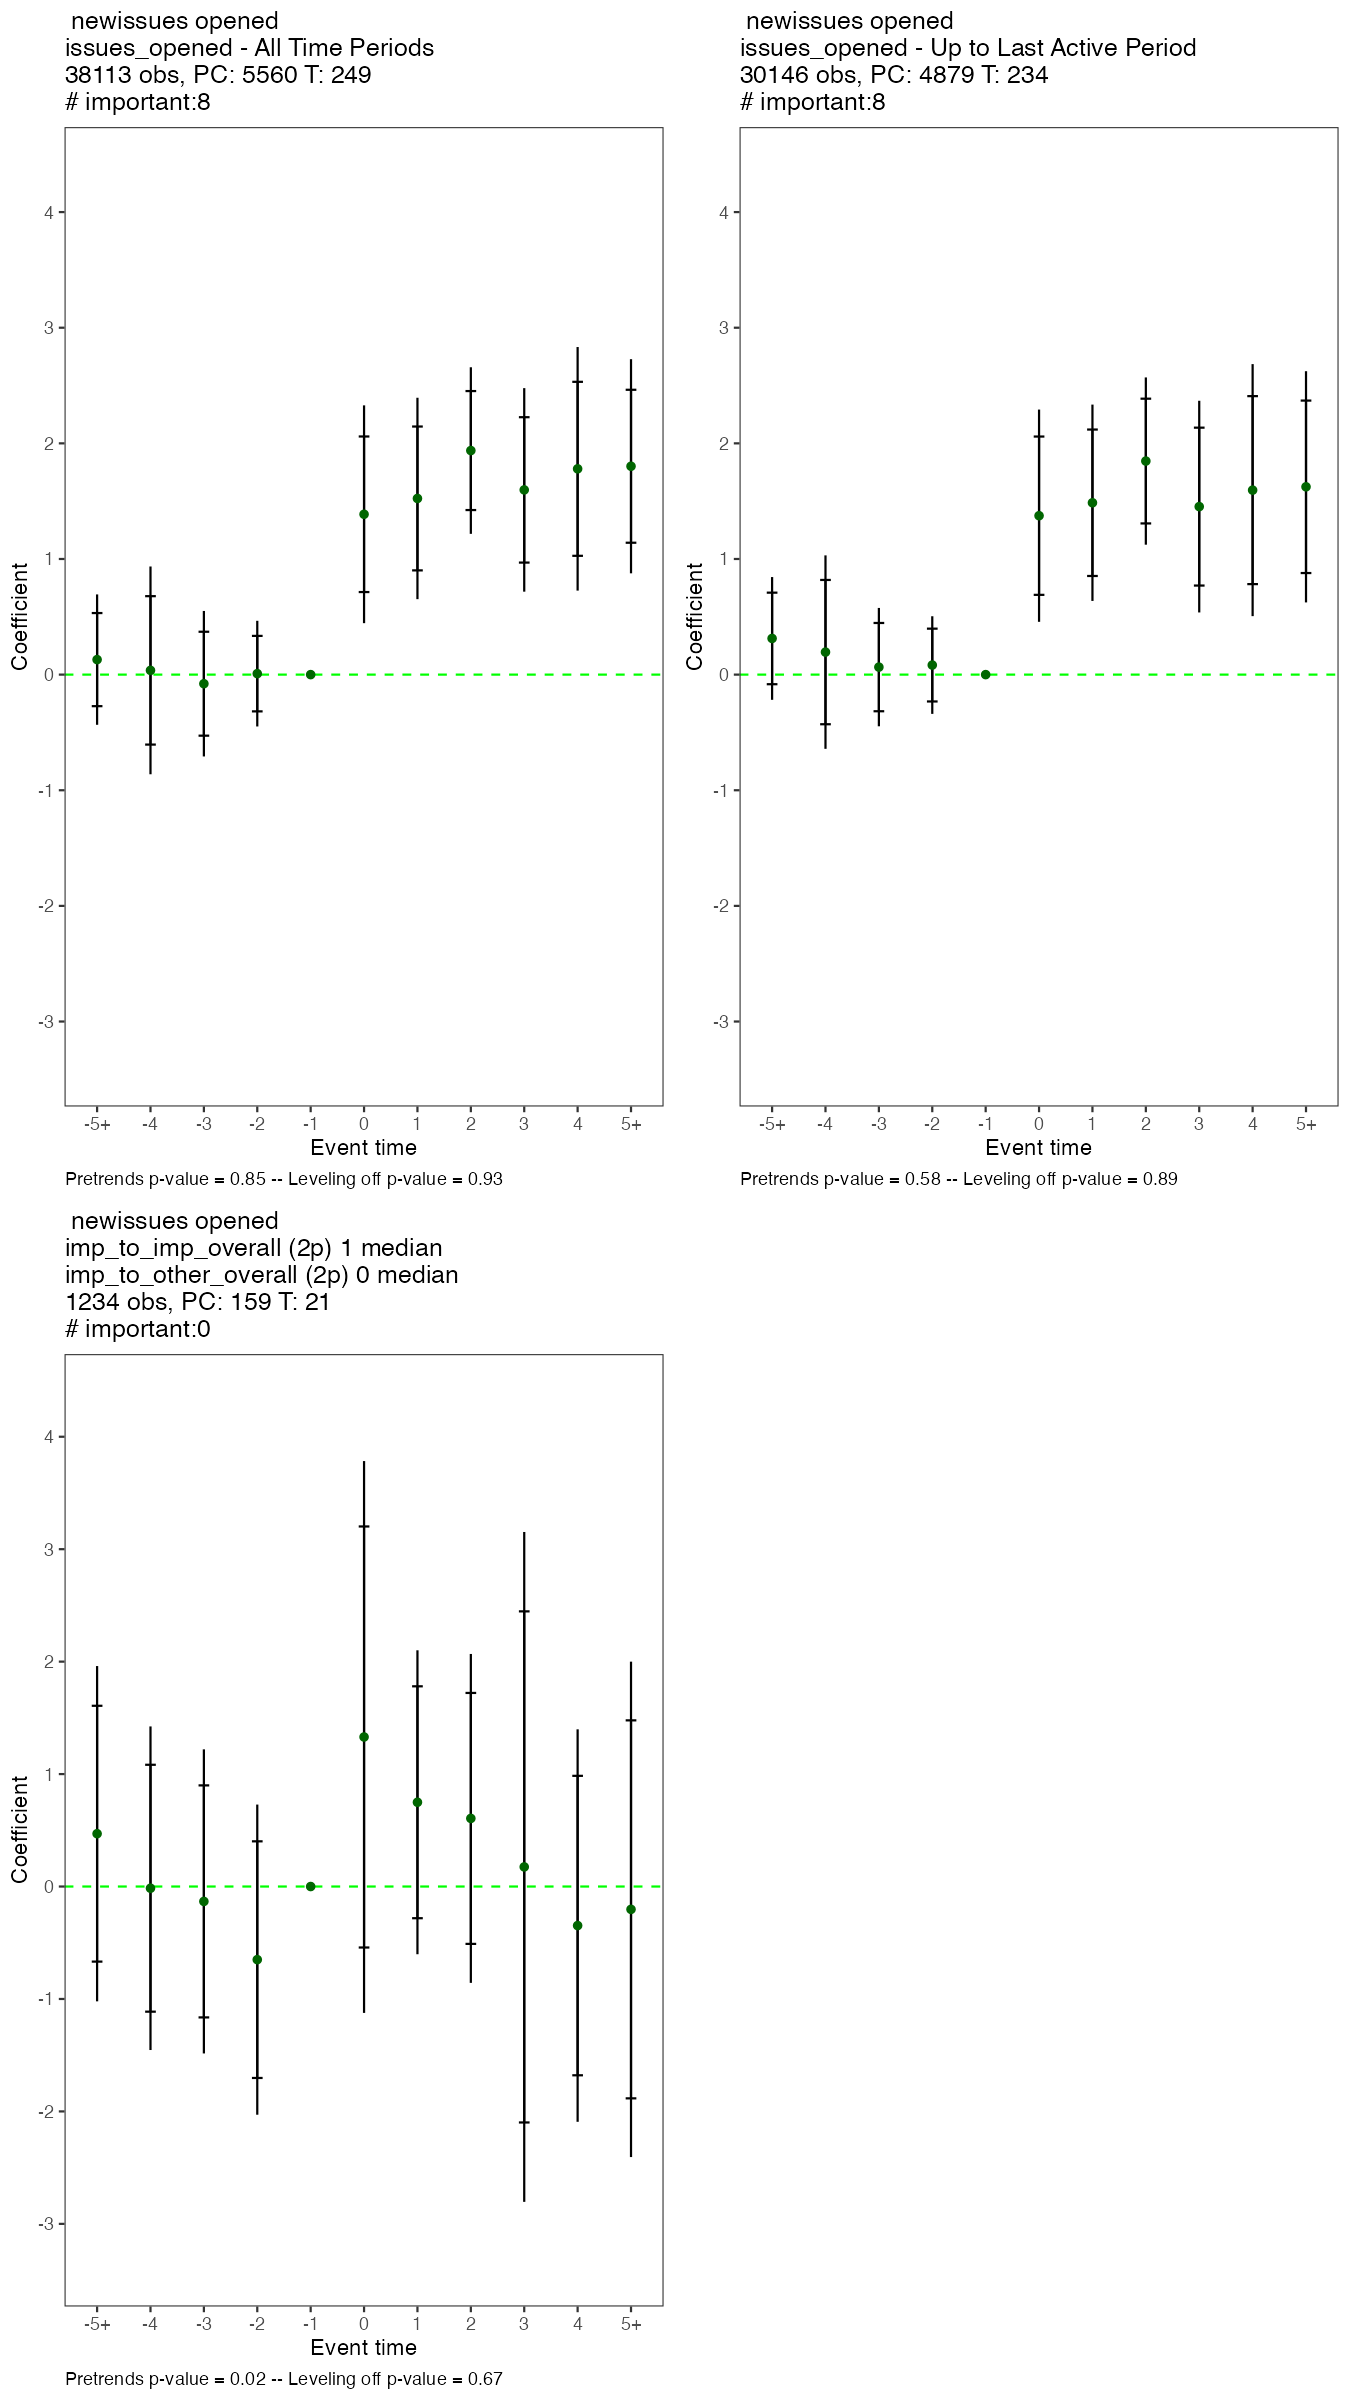 newissues opened
issues_opened - All Time Periods
38113 obs, PC: 5560 T: 249
# important:8
4
3
2
1
0
-1
-2
-3
Coefficient
-5+ -4 -3 -2 -1 0 1 2 3 4 5+
Event time
Pretrends p-value = 0.85 -- Leveling off p-value = 0.93
newissues opened
issues_opened - Up to Last Active Period
30146 obs, PC: 4879 T: 234
# important:8
4
3
2
1
0
-1
-2
-3
Coefficient
-5+ -4 -3 -2 -1 0 1 2 3 4 5+
Event time
Pretrends p-value = 0.58 -- Leveling off p-value = 0.89
newissues opened
imp_to_imp_overall (2p) 1 median
imp_to_other_overall (2p) 0 median
1234 obs, PC: 159 T: 21
# important:0
4
3
2
1
0
-1
-2
-3
Coefficient
-5+ -4 -3 -2 -1 0 1 2 3 4 5+
Event time
Pretrends p-value = 0.02 -- Leveling off p-value = 0.67